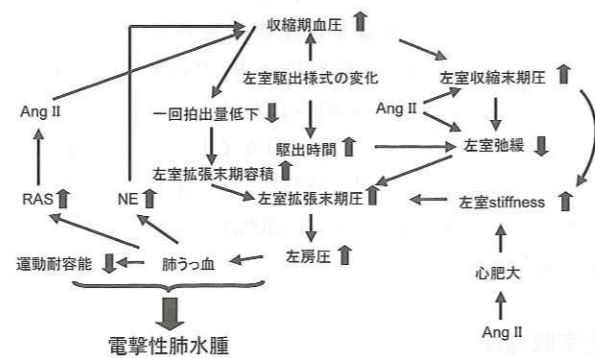 収縮期血圧
左室駆出様式の変化
左室収縮末期圧
Ang II
一回拍出量低下
Ang II
駆出時間
左室弛緩
左室拡張末期容積
RAS
NE
左室拡張末期圧
左室stiffness
運動耐容能
肺うっ血
左房圧
心肥大
電撃性肺水腫
Ang II